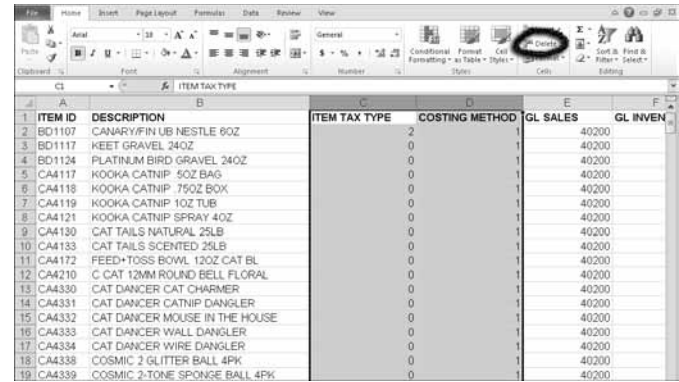 File Home Insert Page Layout Formulas Data Review View
Arial 10 A A General Delete Σ
Paste B I U A $ % , Conditional Format Cell Sort & Find &
Formatting as Table Styles Filter Select
Clipboard Font Alignment Number Styles Cells Editing
C1 fx ITEM TAX TYPE
A B C D E F
1 ITEM ID DESCRIPTION ITEM TAX TYPE COSTING METHOD GL SALES GL INVEN
2 BD1107 CANARY/FIN UB NESTLE 6OZ 2 1 40200
3 BD1117 KEET GRAVEL 24OZ 0 1 40200
4 BD1124 PLATINUM BIRD GRAVEL 24OZ 0 1 40200
5 CA4117 KOOKA CATNIP .5OZ BAG 0 1 40200
6 CA4118 KOOKA CATNIP .75OZ BOX 0 1 40200
7 CA4119 KOOKA CATNIP 1OZ TUB 0 1 40200
8 CA4121 KOOKA CATNIP SPRAY 4OZ 0 1 40200
9 CA4130 CAT TAILS NATURAL 25LB 0 1 40200
10 CA4133 CAT TAILS SCENTED 25LB 0 1 40200
11 CA4172 FEED+TOSS BOWL 12OZ CAT BL 0 1 40200
12 CA4210 C CAT 12MM ROUND BELL FLORAL 0 1 40200
13 CA4330 CAT DANCER CAT CHARMER 0 1 40200
14 CA4331 CAT DANCER CATNIP DANGLER 0 1 40200
15 CA4332 CAT DANCER MOUSE IN THE HOUSE 0 1 40200
16 CA4333 CAT DANCER WALL DANGLER 0 1 40200
17 CA4334 CAT DANCER WIRE DANGLER 0 1 40200
18 CA4338 COSMIC 2 GLITTER BALL 4PK 0 1 40200
19 CA4339 COSMIC 2-TONE SPONGE BALL 4PK 0 1 40200